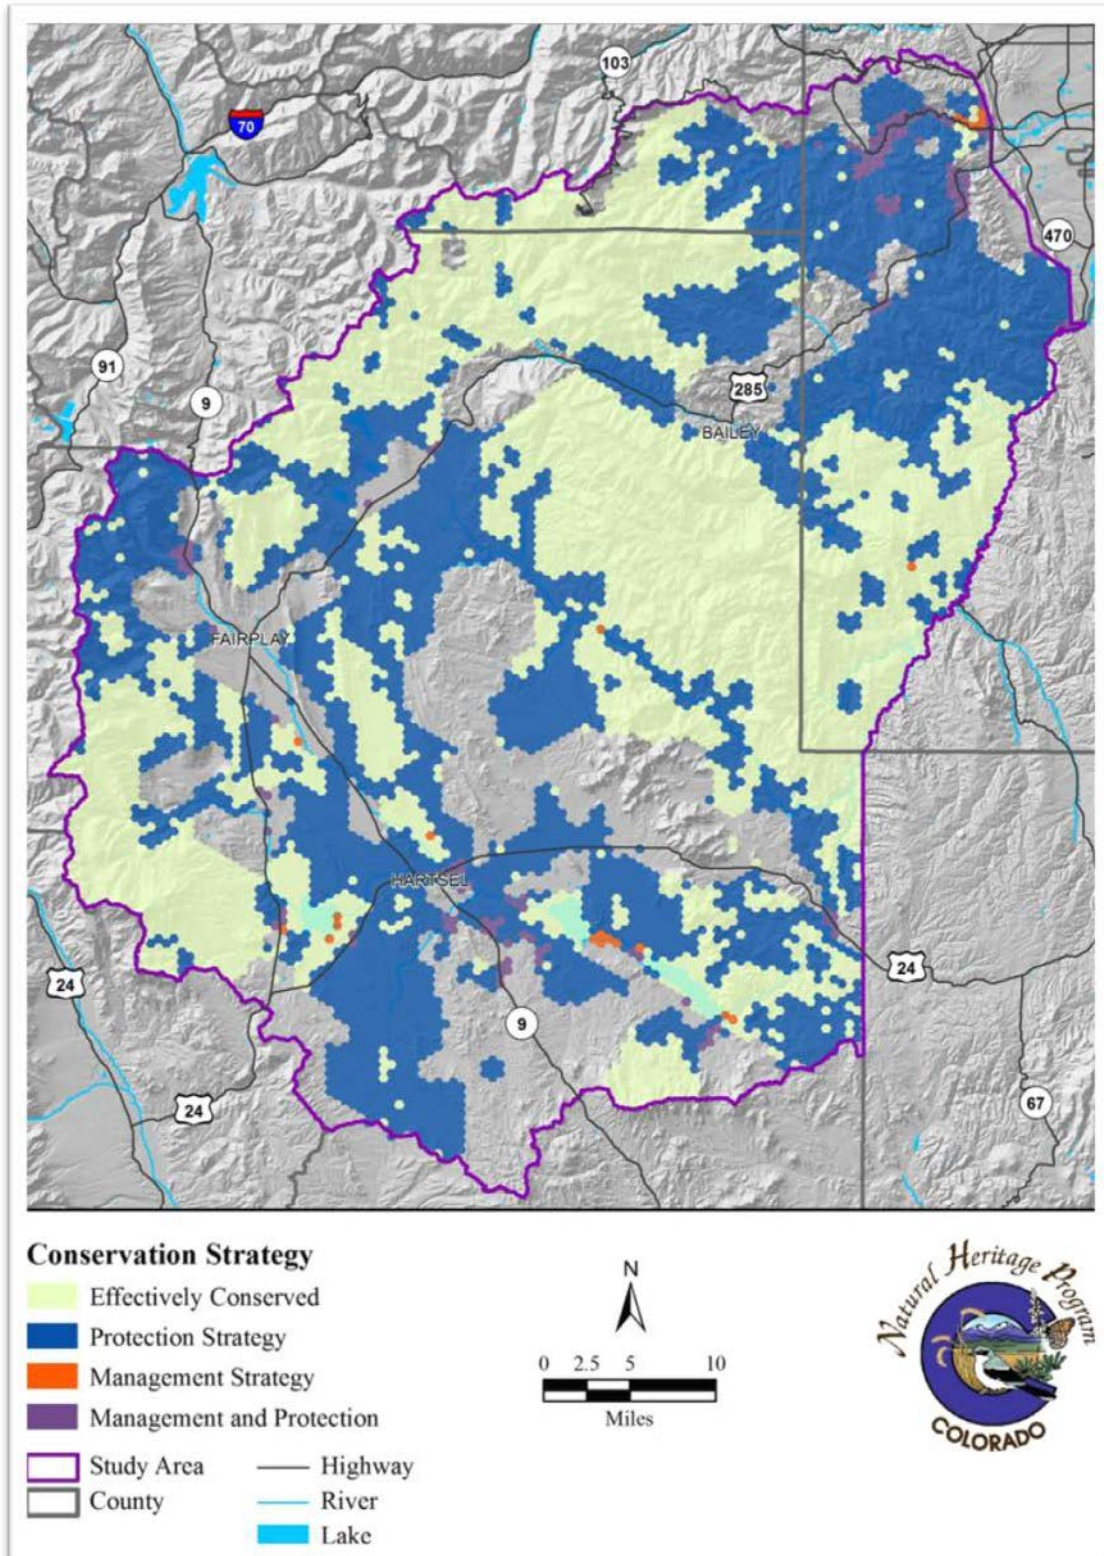 103
70
470
91
9
285
BAILEY
FAIRPLAY
HARTSEL
24
24
9
24
67
Conservation Strategy
Effectively Conserved
Protection Strategy
Management Strategy
Management and Protection
Study Area
County
Highway
River
Lake
N
0 2.5 5 10
Miles
Natural Heritage Program
COLORADO